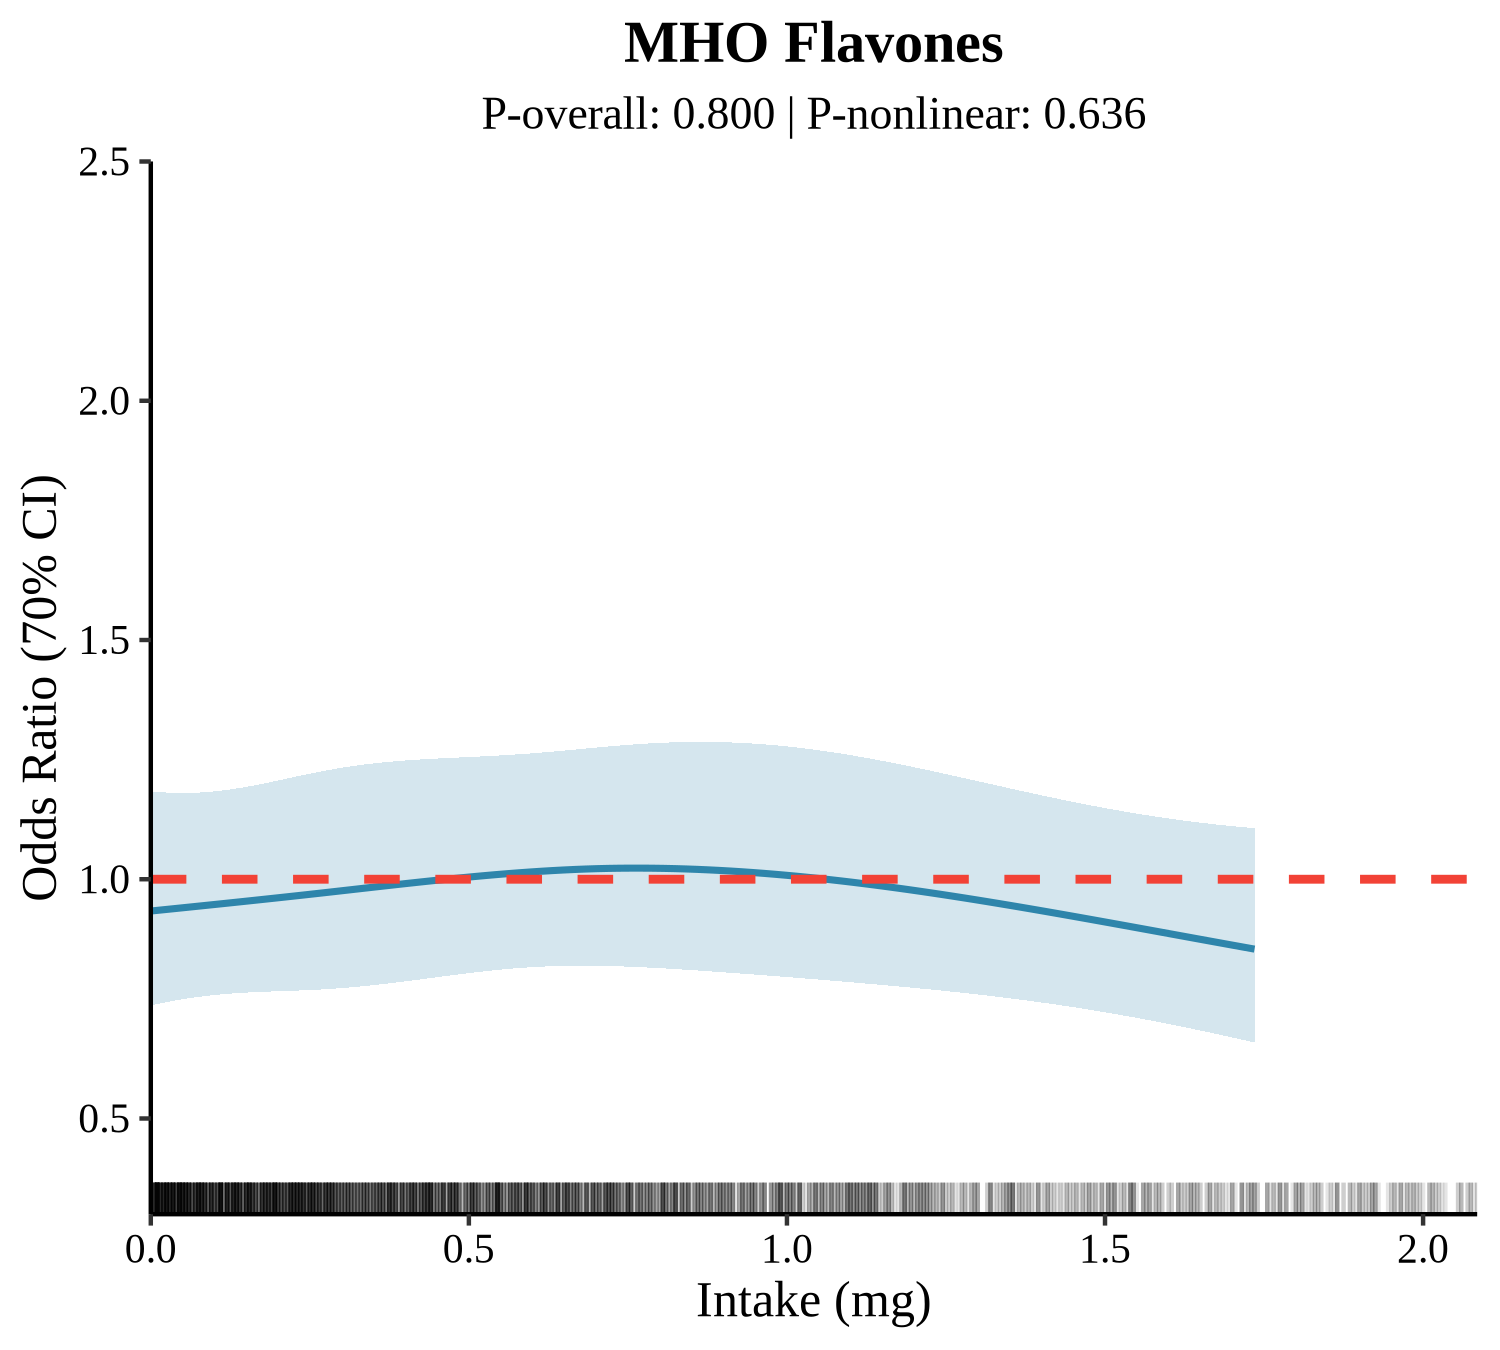 MHO Flavones
P-overall: 0.800 | P-nonlinear: 0.636
Odds Ratio (70% CI)
2.5
2.0
1.5
1.0
0.5
0.0 0.5 1.0 1.5 2.0
Intake (mg)